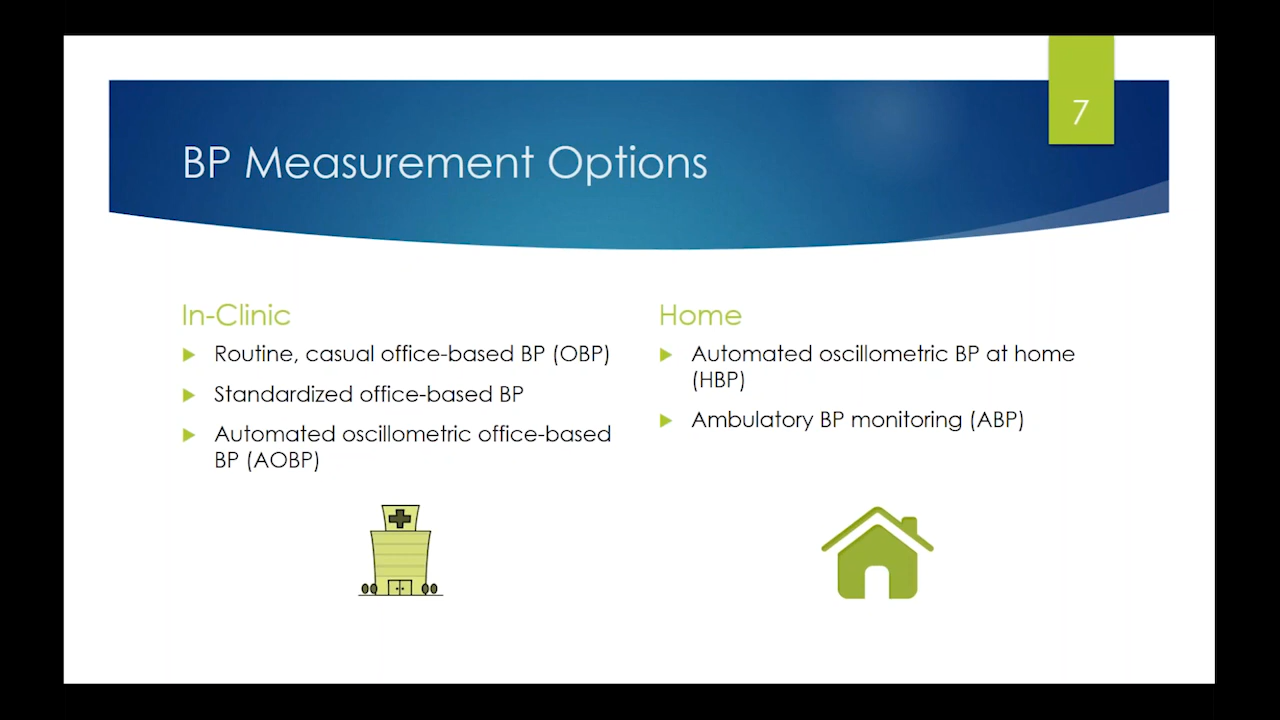 7
BP Measurement Options
In-Clinic
Routine, casual office-based BP (OBP)
Standardized office-based BP
Automated oscillometric office-based
BP (AOBP)
Home
Automated oscillometric BP at home
(HBP)
Ambulatory BP monitoring (ABP)